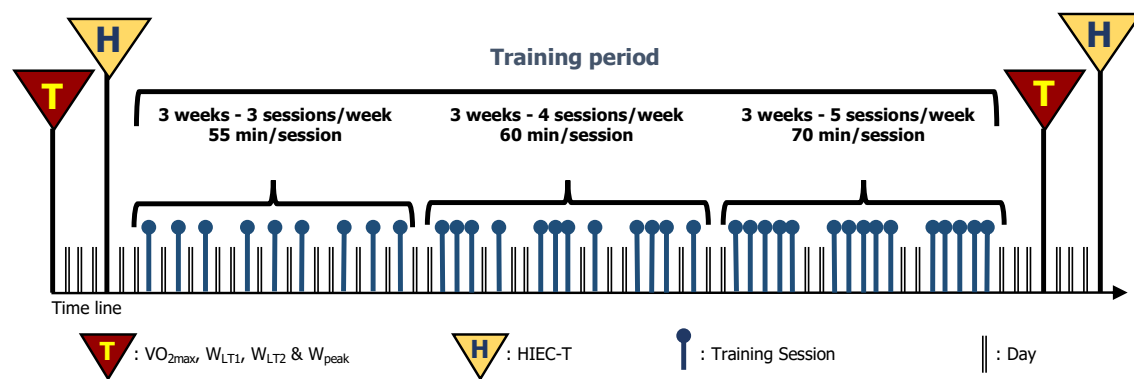 H
H
Training period
T
T
3 weeks - 3 sessions/week
55 min/session
3 weeks - 4 sessions/week
60 min/session
3 weeks - 5 sessions/week
70 min/session
Time line
T : VO2max, WLT1, WLT2 & Wpeak
H : HIEC-T
: Training Session
: Day